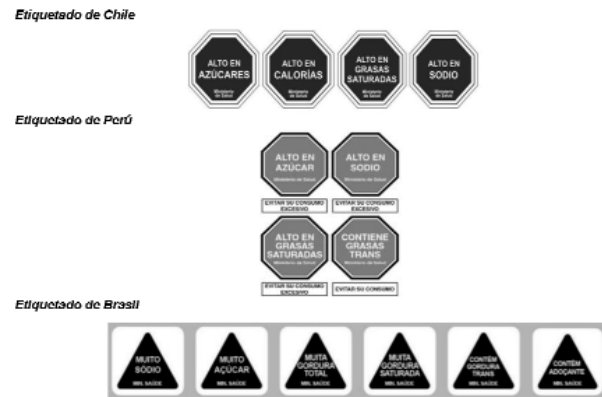 Etiquetado de Chile
ALTO EN
AZÚCARES
Ministerio
de Salud
ALTO EN
CALORÍAS
Ministerio
de Salud
ALTO EN
GRASAS
SATURADAS
Ministerio
de Salud
ALTO EN
SODIO
Ministerio
de Salud
Etiquetado de Perú
ALTO EN
AZÚCAR
Ministerio de Salud
EVITAR SU CONSUMO
EXCESIVO
ALTO EN
SODIO
Ministerio de Salud
EVITAR SU CONSUMO
EXCESIVO
ALTO EN
GRASAS
SATURADAS
Ministerio de Salud
EVITAR SU CONSUMO
EXCESIVO
CONTIENE
GRASAS
TRANS
Ministerio de Salud
EVITAR SU CONSUMO
Etiquetado de Brasil
MUITO
SÓDIO
MIN. SAÚDE
MUITO
AÇÚCAR
MIN. SAÚDE
MUITA
GORDURA
TOTAL
MIN. SAÚDE
MUITA
GORDURA
SATURADA
MIN. SAÚDE
CONTÉM
GORDURA
TRANS
MIN. SAÚDE
CONTÉM
ADOÇANTE
MIN. SAÚDE